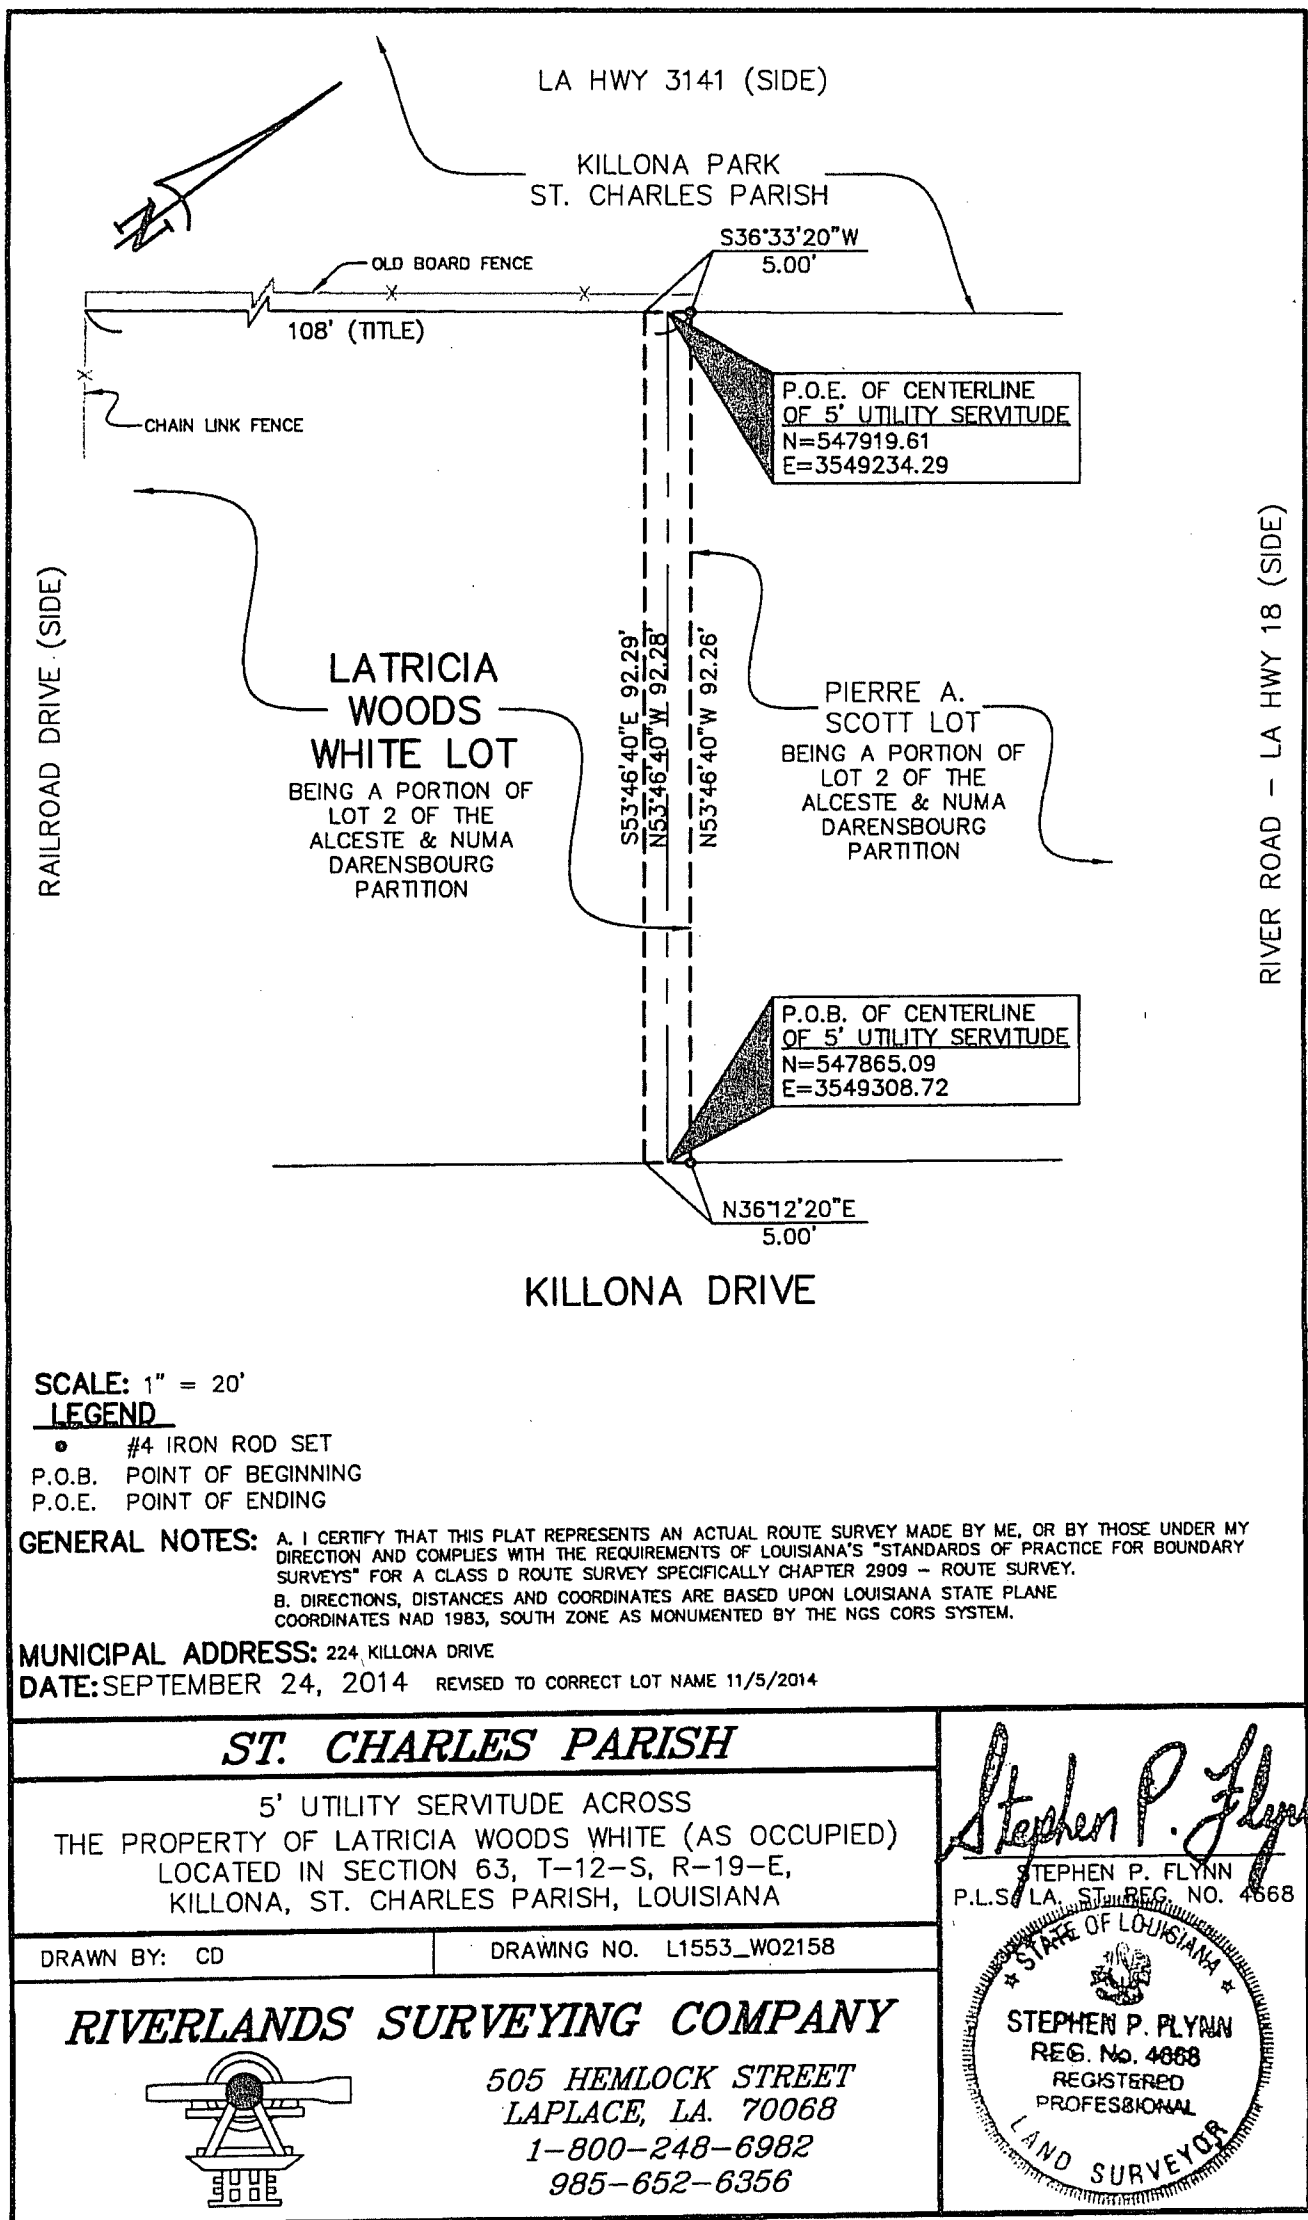 LA HWY 3141 (SIDE)
KILLONA PARK
ST. CHARLES PARISH
N
S36°33'20"W
5.00'
OLD BOARD FENCE
X X
108' (TITLE)
X
CHAIN LINK FENCE
P.O.E. OF CENTERLINE
OF 5' UTILITY SERVITUDE
N=547919.61
E=3549234.29
RAILROAD DRIVE (SIDE)
LATRICIA
WOODS
WHITE LOT
BEING A PORTION OF
LOT 2 OF THE
ALCESTE & NUMA
DARENSBOURG
PARTITION
S53°46'40"E 92.29'
N53°46'40"W 92.28'
N53°46'40"W 92.26'
PIERRE A.
SCOTT LOT
BEING A PORTION OF
LOT 2 OF THE
ALCESTE & NUMA
DARENSBOURG
PARTITION
RIVER ROAD - LA HWY 18 (SIDE)
P.O.B. OF CENTERLINE
OF 5' UTILITY SERVITUDE
N=547865.09
E=3549308.72
N36°12'20"E
5.00'
KILLONA DRIVE
SCALE: 1" = 20'
LEGEND
#4 IRON ROD SET
P.O.B. POINT OF BEGINNING
P.O.E. POINT OF ENDING
GENERAL NOTES: A. I CERTIFY THAT THIS PLAT REPRESENTS AN ACTUAL ROUTE SURVEY MADE BY ME, OR BY THOSE UNDER MY
DIRECTION AND COMPLIES WITH THE REQUIREMENTS OF LOUISIANA'S "STANDARDS OF PRACTICE FOR BOUNDARY
SURVEYS" FOR A CLASS D ROUTE SURVEY SPECIFICALLY CHAPTER 2909 - ROUTE SURVEY.
B. DIRECTIONS, DISTANCES AND COORDINATES ARE BASED UPON LOUISIANA STATE PLANE
COORDINATES NAD 1983, SOUTH ZONE AS MONUMENTED BY THE NGS CORS SYSTEM.
MUNICIPAL ADDRESS: 224 KILLONA DRIVE
DATE: SEPTEMBER 24, 2014 REVISED TO CORRECT LOT NAME 11/5/2014
ST. CHARLES PARISH
5' UTILITY SERVITUDE ACROSS
THE PROPERTY OF LATRICIA WOODS WHITE (AS OCCUPIED)
LOCATED IN SECTION 63, T-12-S, R-19-E,
KILLONA, ST. CHARLES PARISH, LOUISIANA
DRAWN BY: CD
DRAWING NO. L1553_WO2158
RIVERLANDS SURVEYING COMPANY
505 HEMLOCK STREET
LAPLACE, LA. 70068
1-800-248-6982
985-652-6356
Stephen P. Flynn
STEPHEN P. FLYNN
P.L.S. LA. ST. REG. NO. 4668
STATE OF LOUISIANA
STEPHEN P. FLYNN
REG. No. 4668
REGISTERED
PROFESSIONAL
LAND SURVEYOR